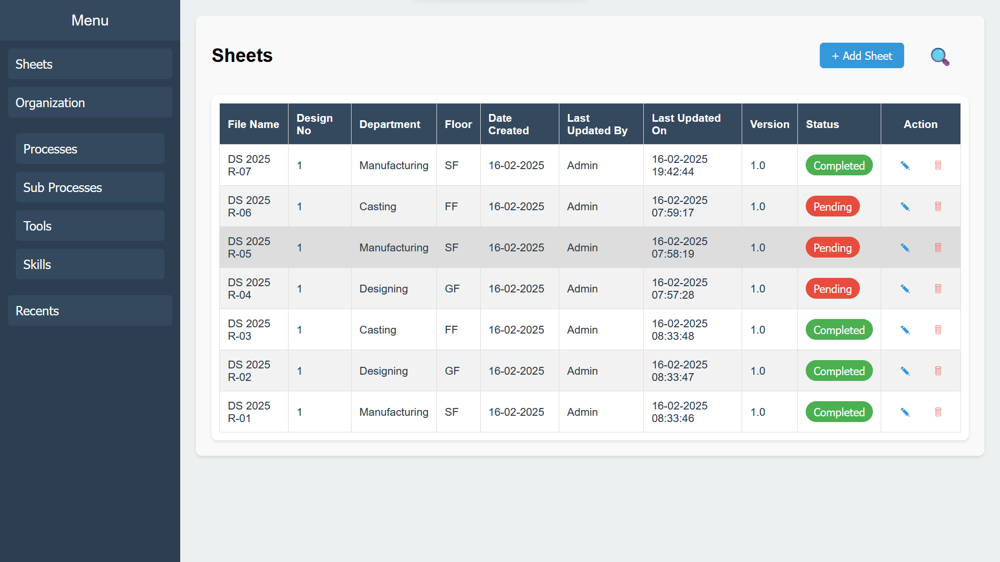 Menu
Sheets
Organization
Processes
Sub Processes
Tools
Skills
Recents
Sheets
+ Add Sheet
File Name Design No Department Floor Date Created Last Updated By Last Updated On Version Status Action
DS 2025 R-07 1 Manufacturing SF 16-02-2025 Admin 16-02-2025 19:42:44 1.0 Completed
DS 2025 R-06 1 Casting FF 16-02-2025 Admin 16-02-2025 07:59:17 1.0 Pending
DS 2025 R-05 1 Manufacturing SF 16-02-2025 Admin 16-02-2025 07:58:19 1.0 Pending
DS 2025 R-04 1 Designing GF 16-02-2025 Admin 16-02-2025 07:57:28 1.0 Pending
DS 2025 R-03 1 Casting FF 16-02-2025 Admin 16-02-2025 08:33:48 1.0 Completed
DS 2025 R-02 1 Designing GF 16-02-2025 Admin 16-02-2025 08:33:47 1.0 Completed
DS 2025 R-01 1 Manufacturing SF 16-02-2025 Admin 16-02-2025 08:33:46 1.0 Completed